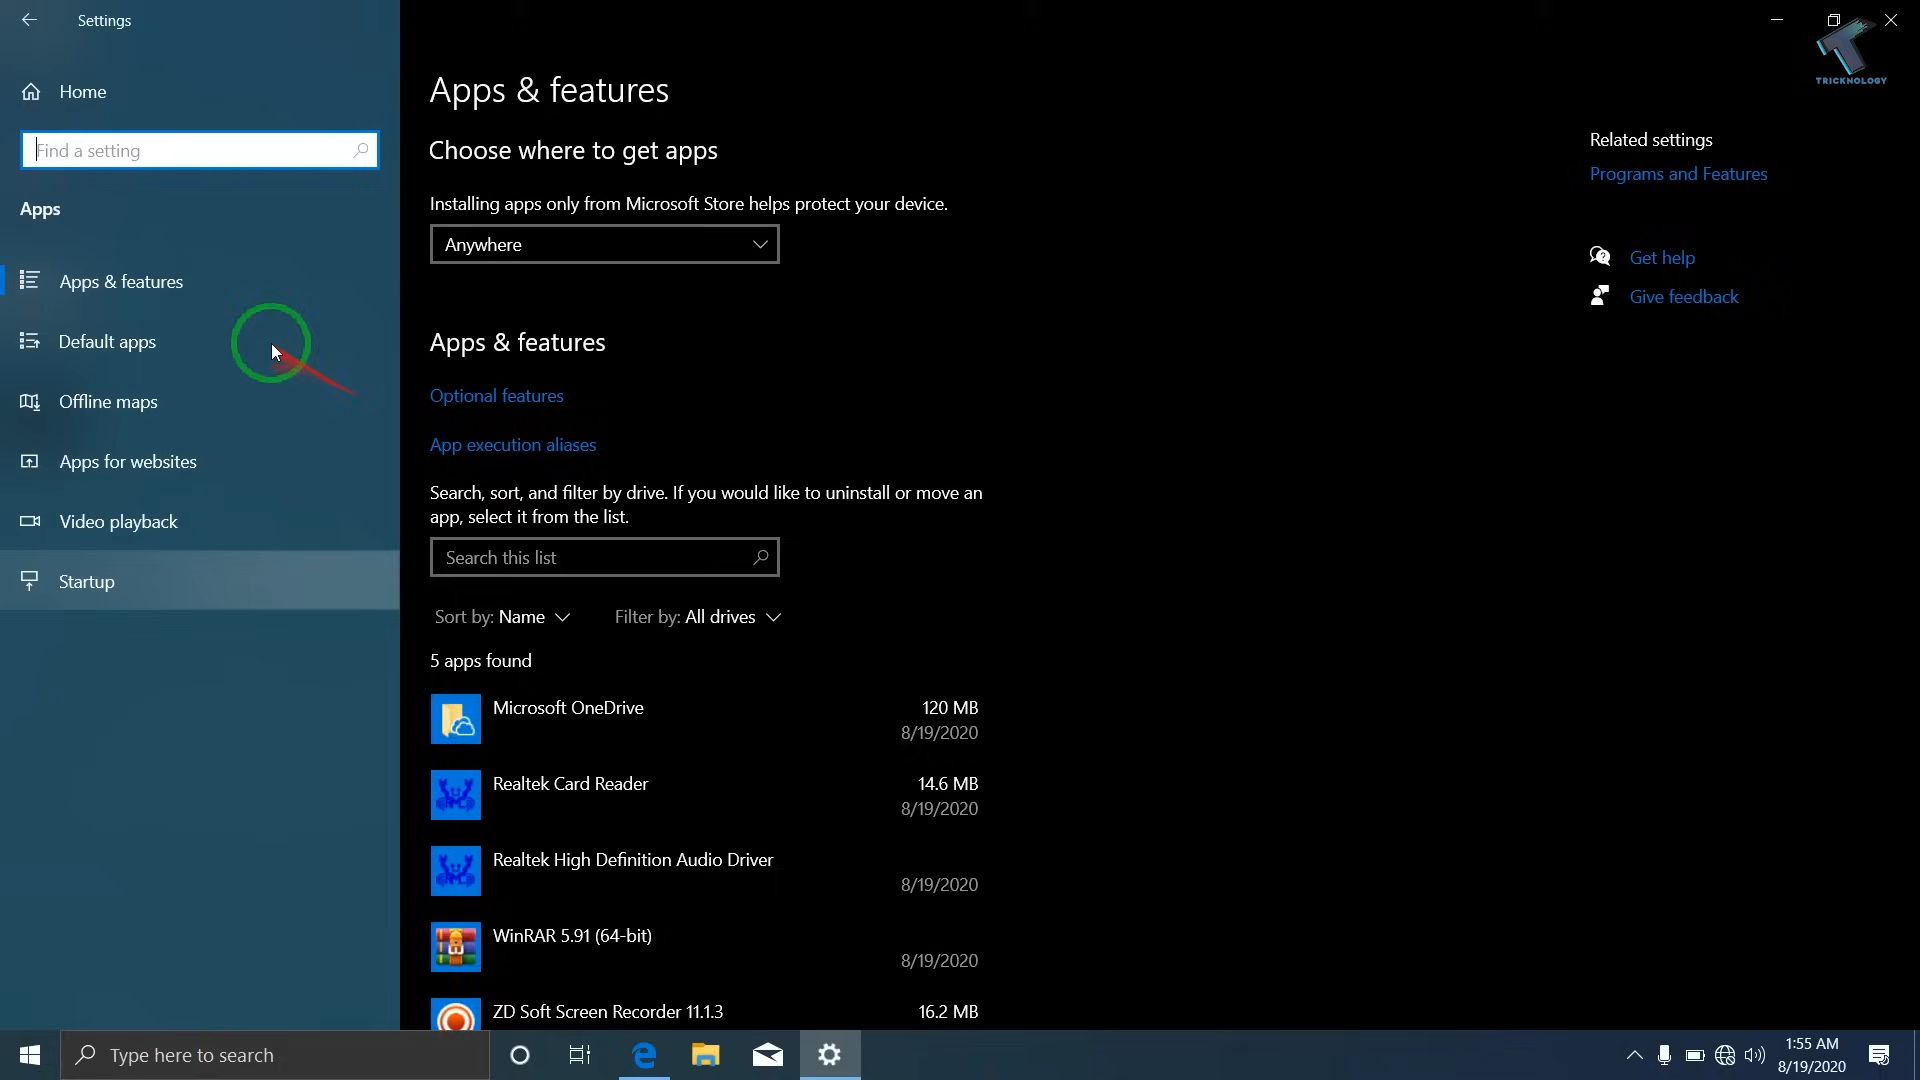 Settings
Home
Find a setting
Apps
Apps & features
Default apps
Offline maps
Apps for websites
Video playback
Startup
Apps & features
Choose where to get apps
Installing apps only from Microsoft Store helps protect your device.
Anywhere
Apps & features
Optional features
App execution aliases
Search, sort, and filter by drive. If you would like to uninstall or move an
app, select it from the list.
Search this list
Sort by: Name Filter by: All drives
5 apps found
Microsoft OneDrive 120 MB
8/19/2020
Realtek Card Reader 14.6 MB
8/19/2020
Realtek High Definition Audio Driver
8/19/2020
WinRAR 5.91 (64-bit)
8/19/2020
ZD Soft Screen Recorder 11.1.3 16.2 MB
TRICKNOLOGY
Related settings
Programs and Features
Get help
Give feedback
Type here to search
1:55 AM
8/19/2020